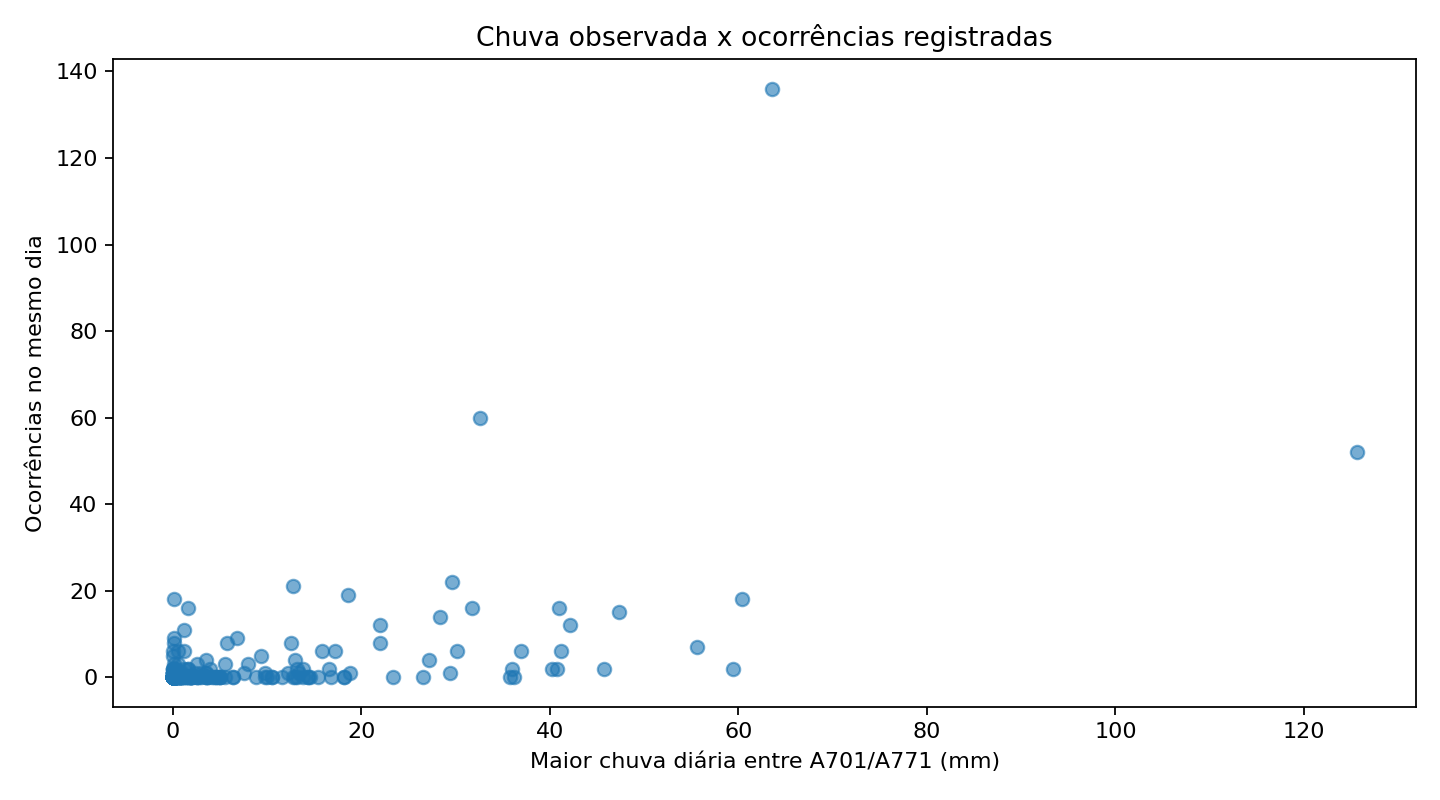 Chuva observada x ocorrências registradas
140
120
100
80
60
40
20
0
Ocorrências no mesmo dia
0 20 40 60 80 100 120
Maior chuva diária entre A701/A771 (mm)